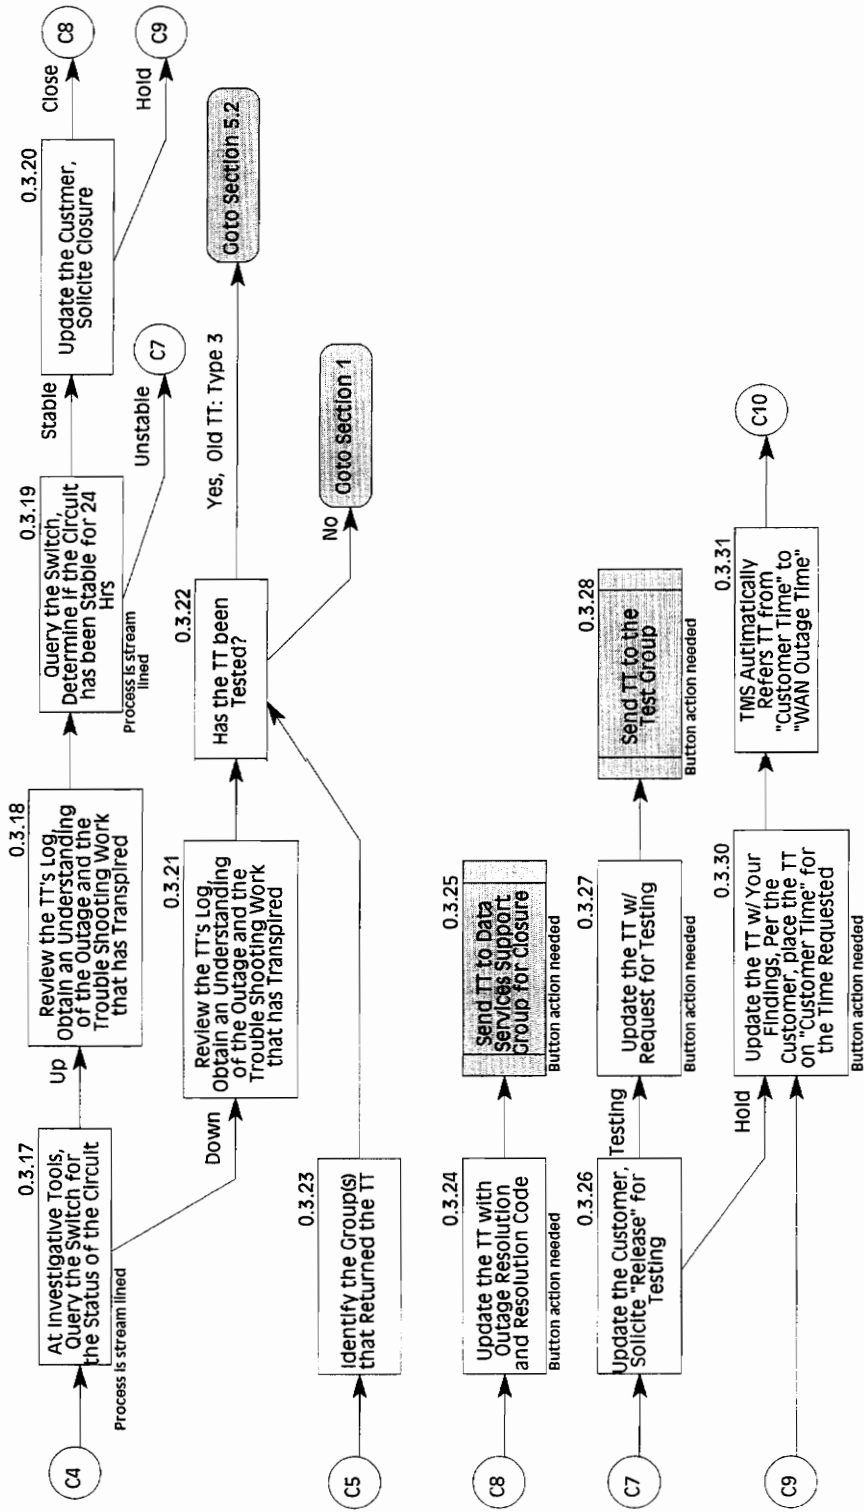 C4
0.3.17
At Investigative Tools,
Query the Switch for
the Status of the Circuit
Process is stream lined
Up
Down
0.3.18
Review the TT's Log,
Obtain an Understanding
of the Outage and the
Trouble Shooting Work
that has Transpired
0.3.19
Query the Switch,
Determine if the Circuit
has been Stable for 24
Hrs
Process is stream
lined
Stable
Unstable
C7
0.3.20
Update the Custmer,
Solicite Closure
Close
C8
Hold
C9
0.3.21
Review the TT's Log,
Obtain an Understanding
of the Outage and the
Trouble Shooting Work
that has Transpired
0.3.22
Has the TT been
Tested?
Yes, Old TT: Type 3
Goto Section 5.2
No
Goto Section 1
C5
0.3.23
Identify the Group(s)
that Returned the TT
C8
0.3.24
Update the TT with
Outage Resolution
and Resolution Code
Button action needed
0.3.25
Send TT to Data
Services Support
Group for Closure
Button action needed
C7
0.3.26
Update the Customer,
Solicite "Release" for
Testing
Testing
Hold
0.3.27
Update the TT w/
Request for Testing
Button action needed
0.3.28
Send TT to the
Test Group
Button action needed
C9
0.3.30
Update the TT w/ Your
Findings, Per the
Customer, place the TT
on "Customer Time" for
the Time Requested
Button action needed
0.3.31
TMS Autimatically
Refers TT from
"Customer Time" to
"WAN Outage Time"
C10